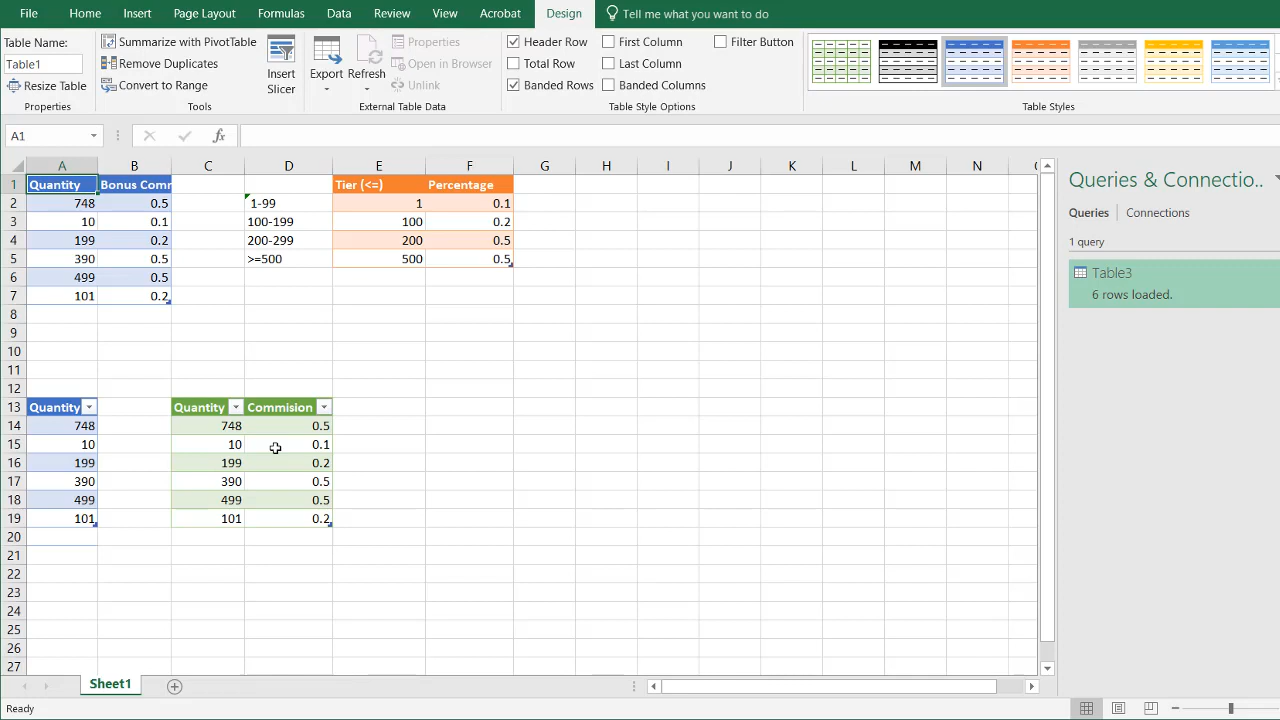 File Home Insert Page Layout Formulas Data Review View Acrobat Design Tell me what you want to do
Table Name:
Table1
Resize Table
Properties
Summarize with PivotTable
Remove Duplicates
Convert to Range
Tools
Insert
Slicer
Export
Refresh
Properties
Open in Browser
Unlink
External Table Data
Header Row
Total Row
Banded Rows
First Column
Last Column
Banded Columns
Filter Button
Table Style Options
Table Styles
A1
fx
A B C D E F G H I J K L M N
1 Quantity Bonus Comr Tier (<=) Percentage
2 748 0.5 1-99 1 0.1
3 10 0.1 100-199 100 0.2
4 199 0.2 200-299 200 0.5
5 390 0.5 >=500 500 0.5
6 499 0.5
7 101 0.2
8
9
10
11
12
13 Quantity Quantity Commision
14 748 748 0.5
15 10 10 0.1
16 199 199 0.2
17 390 390 0.5
18 499 499 0.5
19 101 101 0.2
20
21
22
23
24
25
26
27
Queries & Connectio..
Queries Connections
1 query
Table3
6 rows loaded.
Sheet1
Ready